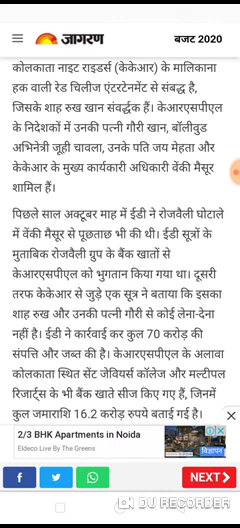 जागरण
बजट 2020
कोलकाता नाइट राइडर्स (केकेआर) के मालिकाना
हक वाली रेड चिलीज एंटरटेनमेंट से संबद्ध है,
जिसके शाह रुख खान संवर्द्धक हैं। केआरएसपीएल
के निदेशकों में उनकी पत्नी गौरी खान, बॉलीवुड
अभिनेत्री जूही चावला, उनके पति जय मेहता और
केकेआर के मुख्य कार्यकारी अधिकारी वेंकी मैसूर
शामिल हैं।
पिछले साल अक्टूबर माह में ईडी ने रोजवैली घोटाले
में वेंकी मैसूर से पूछताछ भी की थी। ईडी सूत्रों के
मुताबिक रोजवैली ग्रुप के बैंक खातों से
केआरएसपीएल को भुगतान किया गया था। दूसरी
तरफ केकेआर से जुड़े एक सूत्र ने बताया कि इसका
शाह रुख और उनकी पत्नी गौरी से कोई लेना-देना
नहीं है। ईडी ने कार्रवाई कर कुल 70 करोड़ की
संपत्ति और जब्त की है। केआरएसपीएल के अलावा
कोलकाता स्थित सेंट जेवियर्स कॉलेज और मल्टीपल
रिजार्ट्स के भी बैंक खाते सीज किए गए हैं, जिनमें
कुल जमाराशि 16.2 करोड़ रुपये बताई गई है।
2/3 BHK Apartments in Noida
Eldeco Live By The Greens
विज्ञापन
NEXT
DU RECORDER